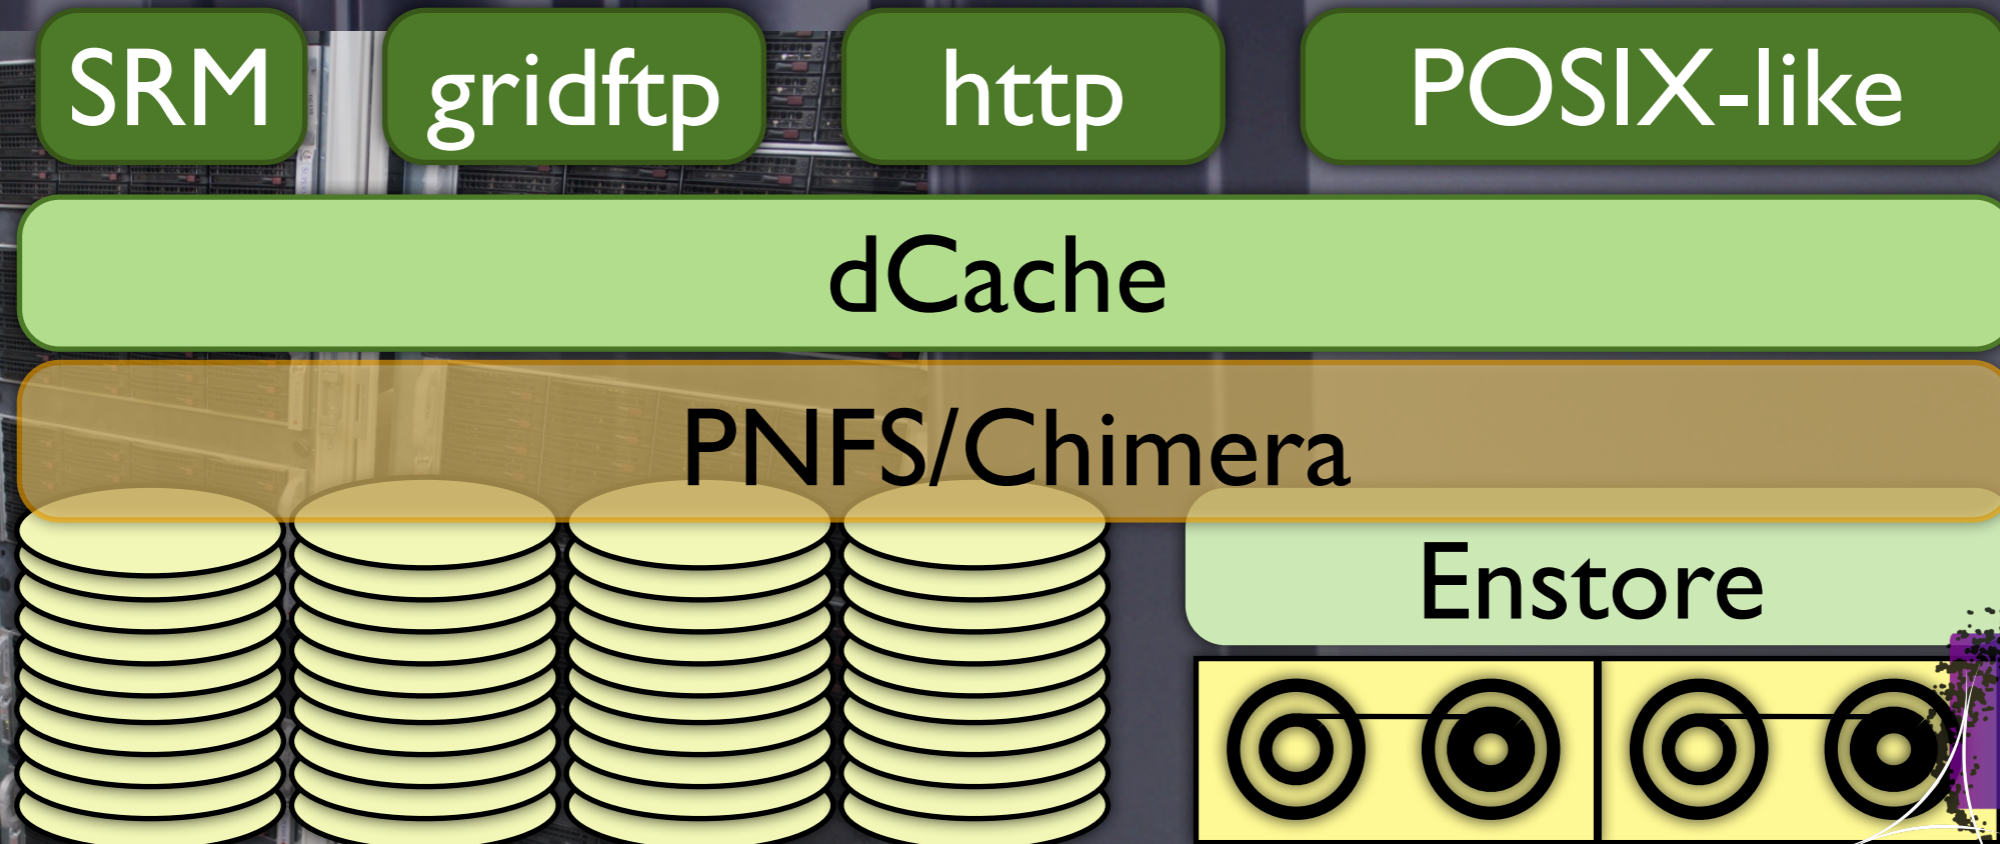 SRM gridftp http POSIX-like
dCache
PNFS/Chimera
Enstore